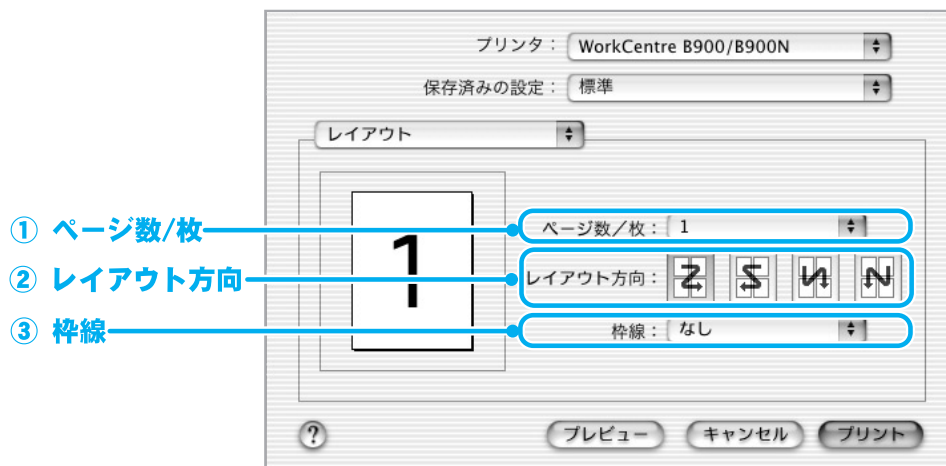 プリンタ： WorkCentre B900/B900N
保存済みの設定： 標準
レイアウト
1
① ページ数/枚
ページ数／枚： 1
② レイアウト方向
レイアウト方向：
③ 枠線
枠線： なし
? プレビュー キャンセル プリント